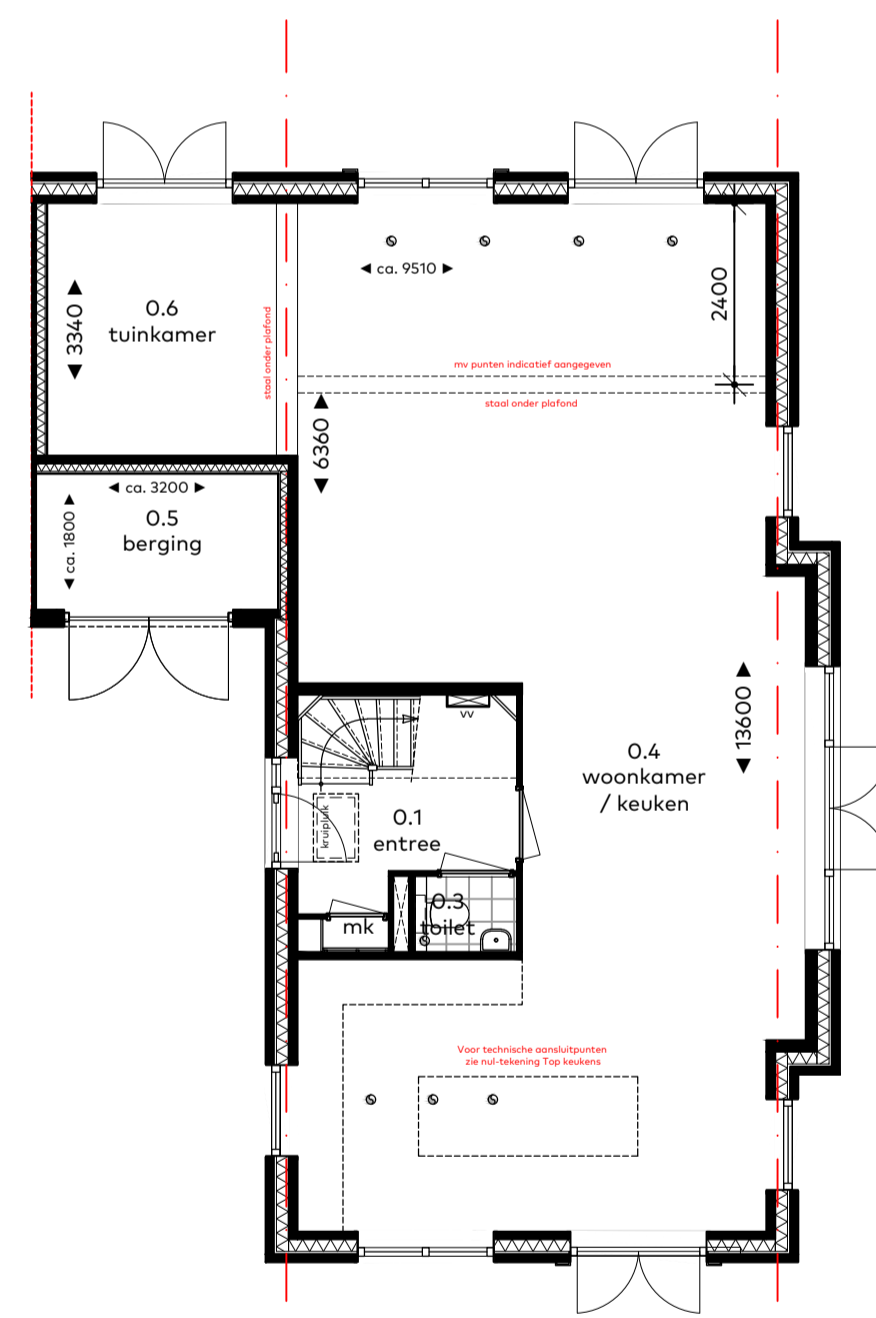 ca. 9510
2400
0.6
tuinkamer
3340
staal onder plafond
mv punten indicatief aangegeven
staal onder plafond
6360
ca. 3200
0.5
berging
ca. 1800
vv
13600
0.4
woonkamer
/ keuken
kruipluik
0.1
entree
0.3
toilet
mk
Voor technische aansluitpunten
zie nul-tekening Top keukens